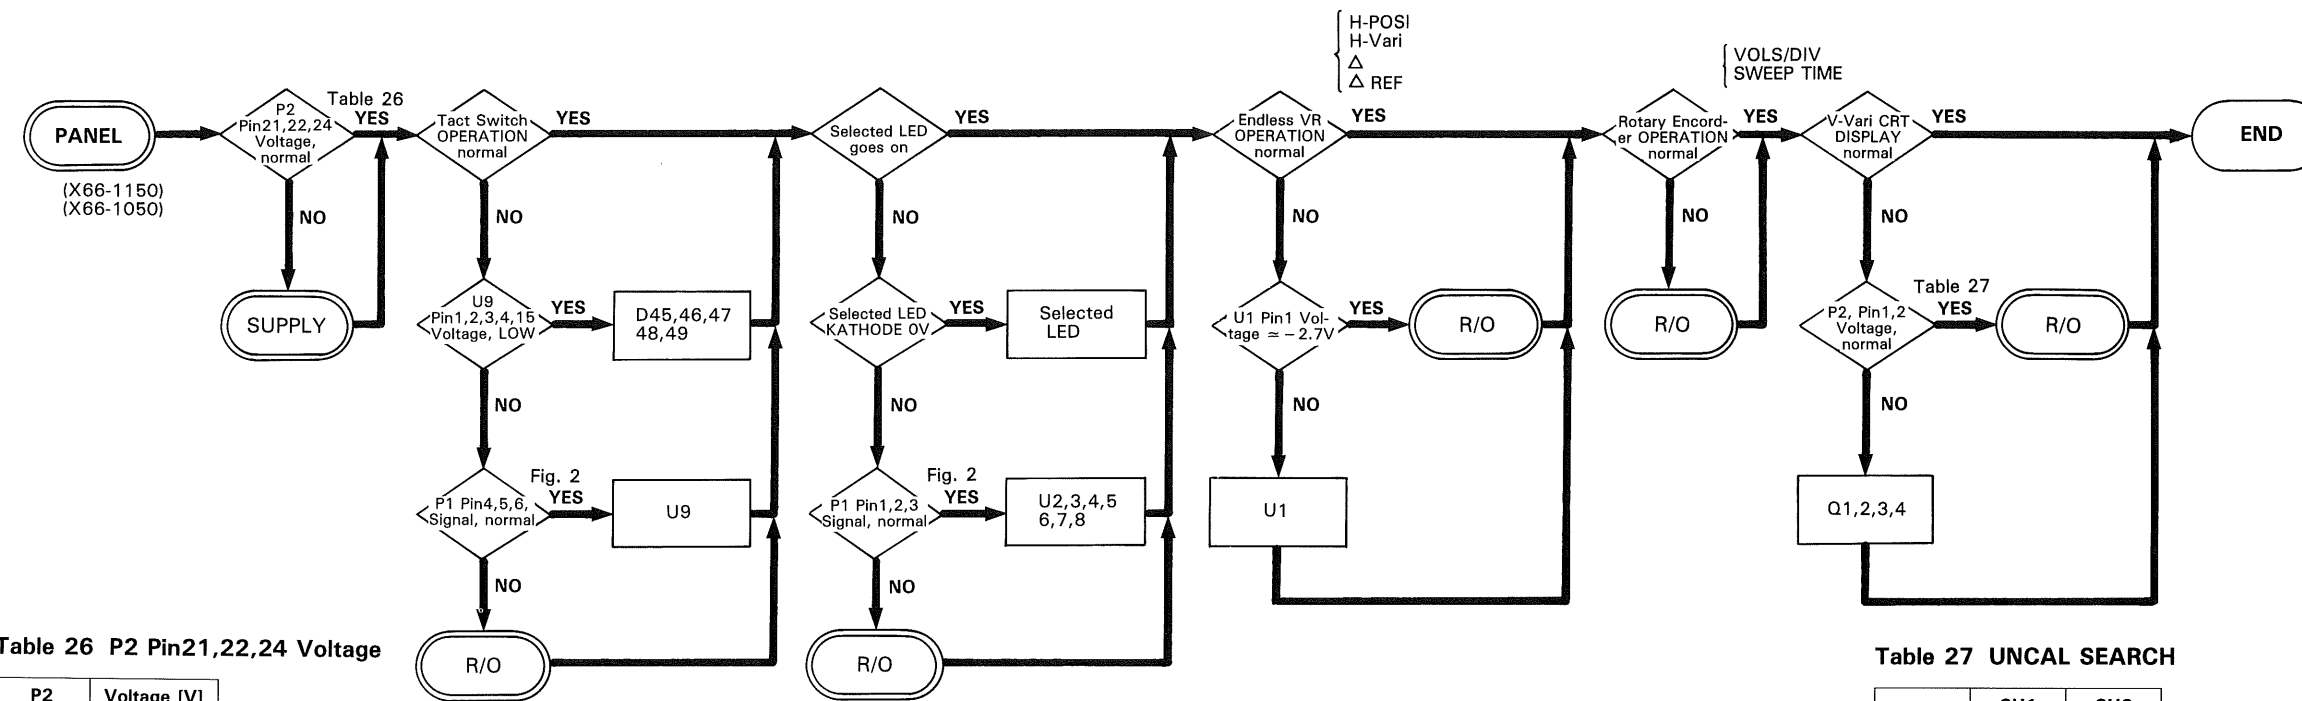 H-POSI
H-Vari
△
△ REF
VOLS/DIV
SWEEP TIME
PANEL
(X66-1150)
(X66-1050)
P2
Pin21,22,24
Voltage,
normal
Table 26
YES
NO
SUPPLY
Tact Switch
OPERATION
normal
YES
NO
U9
Pin1,2,3,4,15
Voltage, LOW
YES
D45,46,47
48,49
NO
P1 Pin4,5,6,
Signal, normal
Fig. 2
YES
U9
NO
R/O
Selected LED
goes on
YES
NO
Selected LED
KATHODE 0V
YES
Selected
LED
NO
P1 Pin1,2,3
Signal, normal
Fig. 2
YES
U2,3,4,5
6,7,8
NO
R/O
Endless VR
OPERATION
normal
YES
NO
U1 Pin1 Vol-
tage ≃ −2.7V
YES
R/O
NO
U1
Rotary Encord-
er OPERATION
normal
YES
NO
R/O
V-Vari CRT
DISPLAY
normal
YES
NO
P2, Pin1,2
Voltage,
normal
Table 27
YES
R/O
NO
Q1,2,3,4
END
Table 26 P2 Pin21,22,24 Voltage
P2
Voltage [V]
Table 27 UNCAL SEARCH